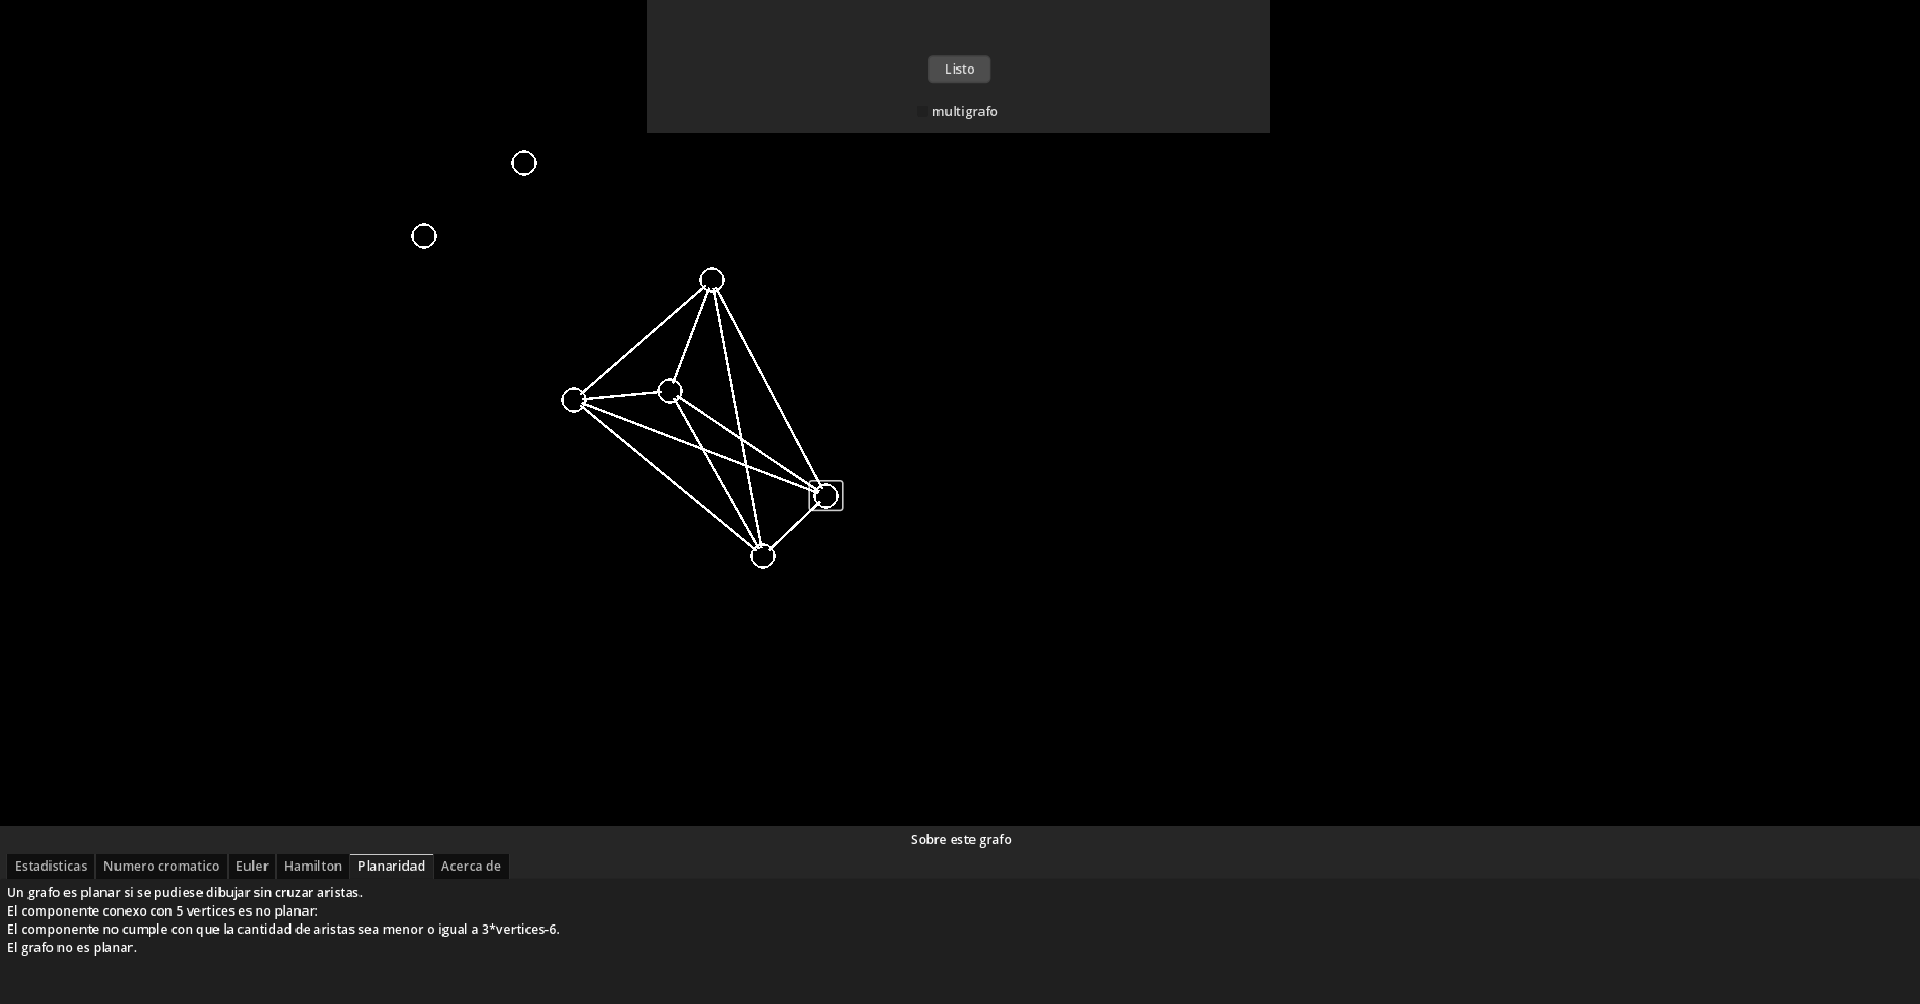 Listo
multigrafo
Sobre este grafo
Estadisticas Numero cromatico Euler Hamilton Planaridad Acerca de
Un grafo es planar si se pudiese dibujar sin cruzar aristas.
El componente conexo con 5 vertices es no planar:
El componente no cumple con que la cantidad de aristas sea menor o igual a 3*vertices-6.
El grafo no es planar.